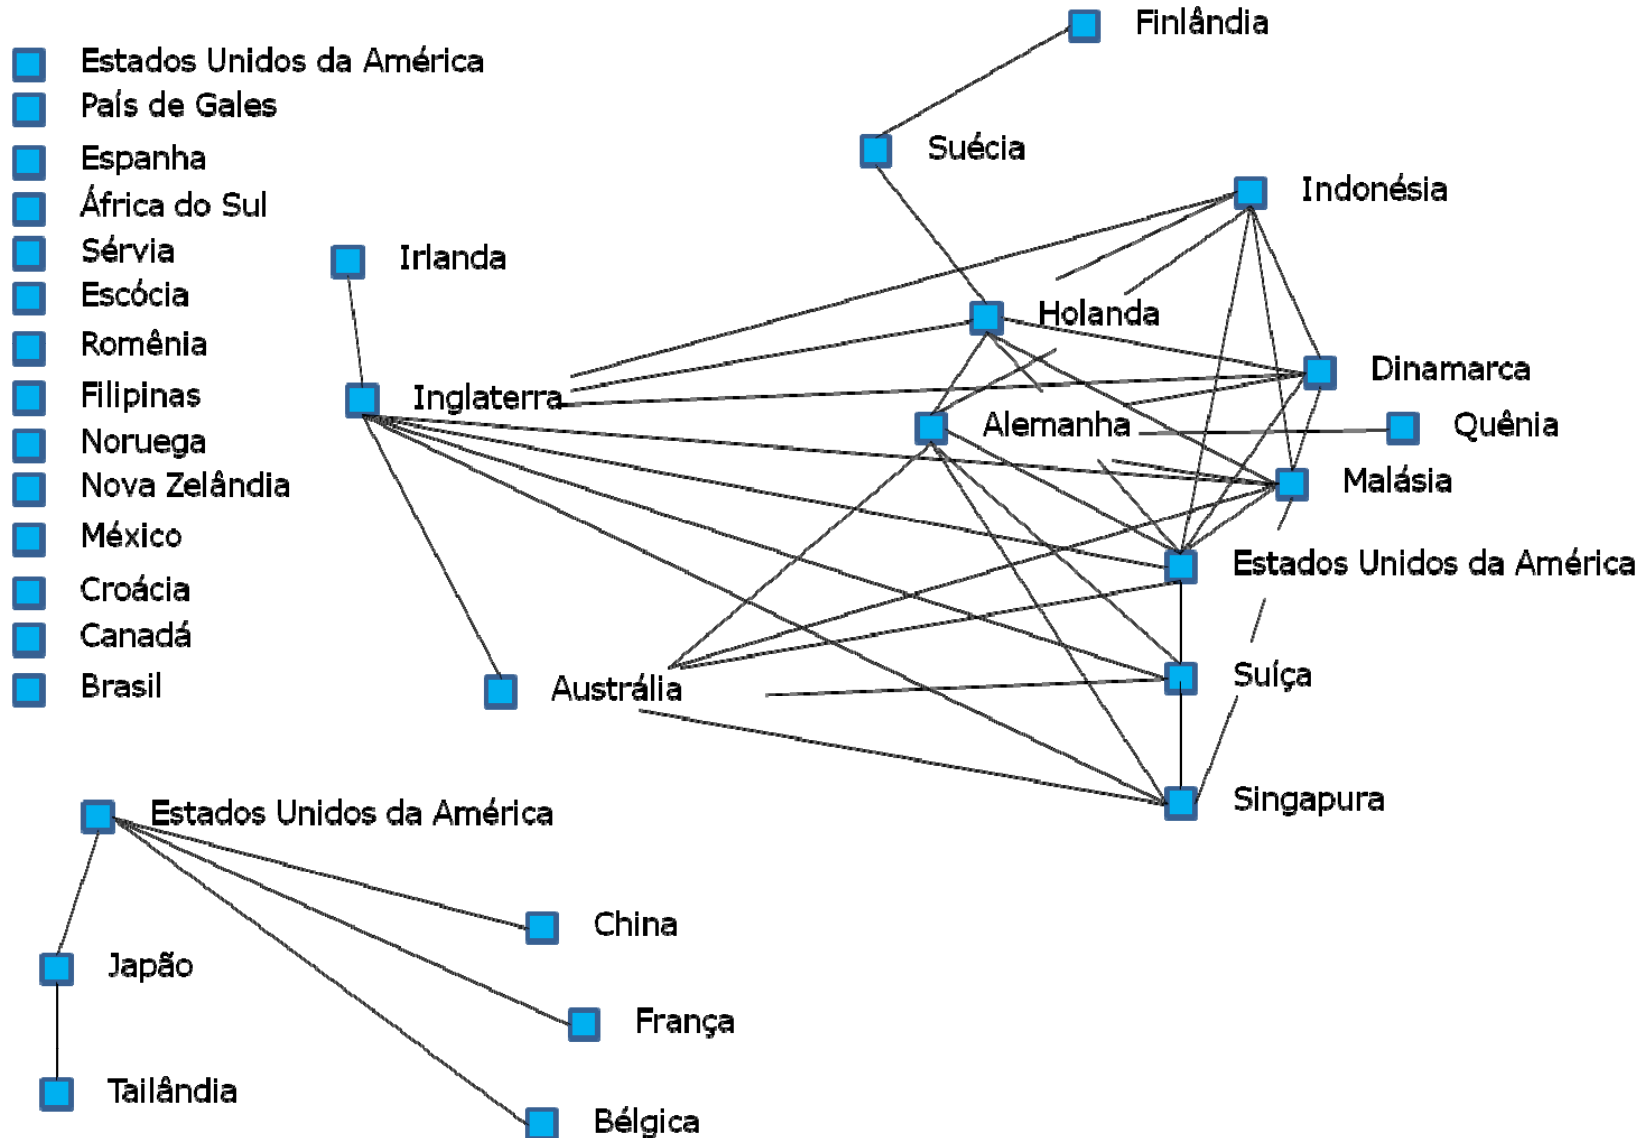 Estados Unidos da América
País de Gales
Espanha
África do Sul
Sérvia
Escócia
Romênia
Filipinas
Noruega
Nova Zelândia
México
Croácia
Canadá
Brasil
Finlândia
Suécia
Indonésia
Irlanda
Holanda
Dinamarca
Inglaterra
Alemanha
Quênia
Malásia
Estados Unidos da América
Suíça
Austrália
Singapura
Estados Unidos da América
China
Japão
França
Tailândia
Bélgica